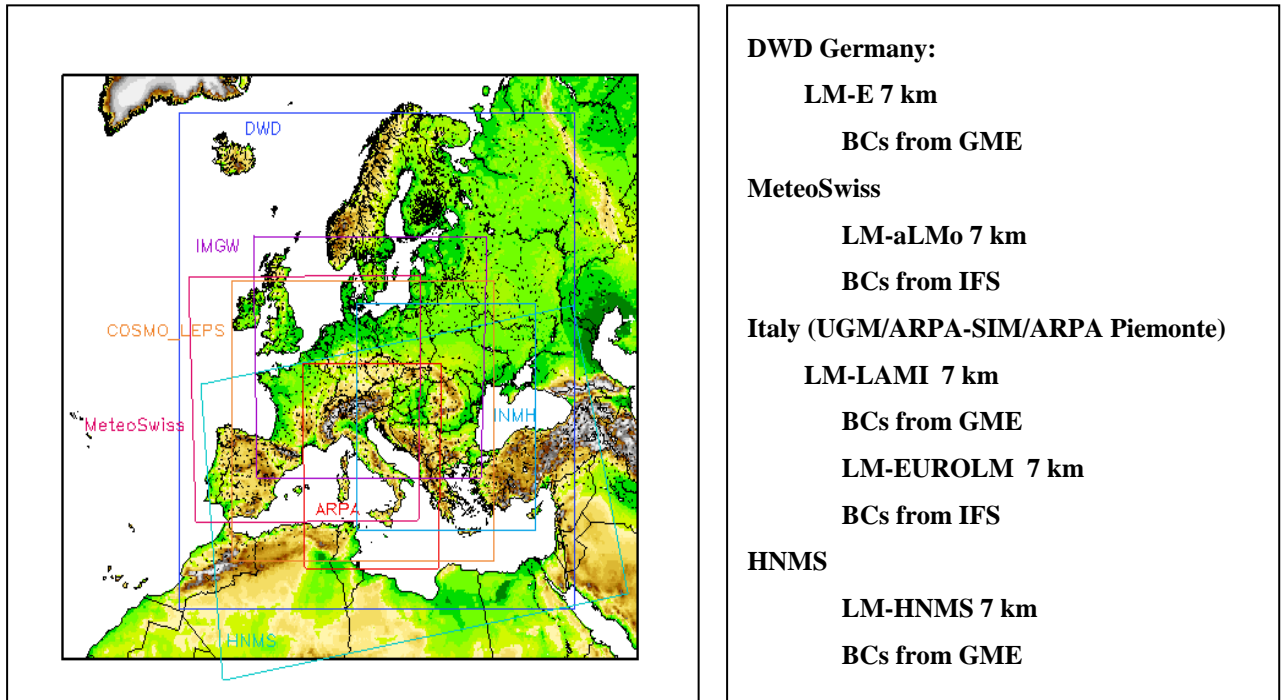 DWD
IMGW
COSMO_LEPS
MeteoSwiss
INMH
ARPA
HNMS
DWD Germany:
LM-E 7 km
BCs from GME
MeteoSwiss
LM-aLMo 7 km
BCs from IFS
Italy (UGM/ARPA-SIM/ARPA Piemonte)
LM-LAMI 7 km
BCs from GME
LM-EUROLM 7 km
BCs from IFS
HNMS
LM-HNMS 7 km
BCs from GME